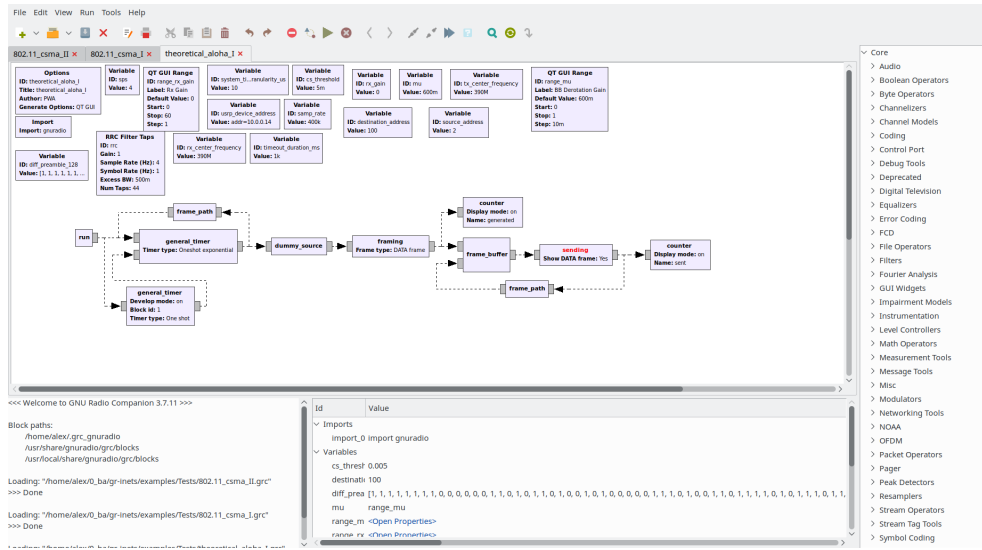 File Edit View Run Tools Help
802.11_csma_II × 802.11_csma_I × theoretical_aloha_I ×
Options
ID: theoretical_aloha_I
Title: theoretical_aloha_I
Author: PWA
Generate Options: QT GUI
Variable
ID: sps
Value: 4
QT GUI Range
ID: range_rx_gain
Label: Rx Gain
Default Value: 0
Start: 0
Stop: 60
Step: 1
Variable
ID: system_ti...ranularity_us
Value: 10
Variable
ID: cs_threshold
Value: 5m
Variable
ID: rx_gain
Value: 0
Variable
ID: mu
Value: 600m
Variable
ID: tx_center_frequency
Value: 390M
QT GUI Range
ID: range_mu
Label: BB Derotation Gain
Default Value: 600m
Start: 0
Stop: 1
Step: 10m
Import
Import: gnuradio
Variable
ID: usrp_device_address
Value: addr=10.0.0.14
Variable
ID: samp_rate
Value: 400k
Variable
ID: destination_address
Value: 100
Variable
ID: source_address
Value: 2
Variable
ID: diff_preamble_128
Value: [1, 1, 1, 1, 1, 1, ...
RRC Filter Taps
ID: rrc
Gain: 1
Sample Rate (Hz): 4
Symbol Rate (Hz): 1
Excess BW: 500m
Num Taps: 44
Variable
ID: rx_center_frequency
Value: 390M
Variable
ID: timeout_duration_ms
Value: 1k
frame_path
run
general_timer
Timer type: Oneshot exponential
dummy_source
framing
Frame type: DATA frame
counter
Display mode: on
Name: generated
frame_buffer
sending
Show DATA frame: Yes
counter
Display mode: on
Name: sent
frame_path
general_timer
Develop mode: on
Block id: 1
Timer type: One shot
<<< Welcome to GNU Radio Companion 3.7.11 >>>
Block paths:
/home/alex/.grc_gnuradio
/usr/share/gnuradio/grc/blocks
/usr/local/share/gnuradio/grc/blocks
Loading: "/home/alex/0_ba/gr-inets/examples/Tests/802.11_csma_II.grc"
>>> Done
Loading: "/home/alex/0_ba/gr-inets/examples/Tests/802.11_csma_I.grc"
>>> Done
Loading: "/home/alex/0_ba/gr-inets/examples/Tests/theoretical_aloha_I.grc"
Id Value
Imports
import_0 import gnuradio
Variables
cs_thresh 0.005
destinati 100
diff_prea [1, 1, 1, 1, 1, 1, 1, 0, 0, 0, 0, 0, 1, 1, 0, 1, 0, 1, 1, 0, 0, 0, 0, 1, 1, 0, 1, 0, 0, 1, 1, 0, 1, 0, 1, 1, 1, 0, 1, 0, 1, 1, 0, 1, 1,
mu range_mu
range_m <Open Properties>
range_rx <Open Properties>
Core
Audio
Boolean Operators
Byte Operators
Channelizers
Channel Models
Coding
Control Port
Debug Tools
Deprecated
Digital Television
Equalizers
Error Coding
FCD
File Operators
Filters
Fourier Analysis
GUI Widgets
Impairment Models
Instrumentation
Level Controllers
Math Operators
Measurement Tools
Message Tools
Misc
Modulators
Networking Tools
NOAA
OFDM
Packet Operators
Pager
Peak Detectors
Resamplers
Stream Operators
Stream Tag Tools
Symbol Coding